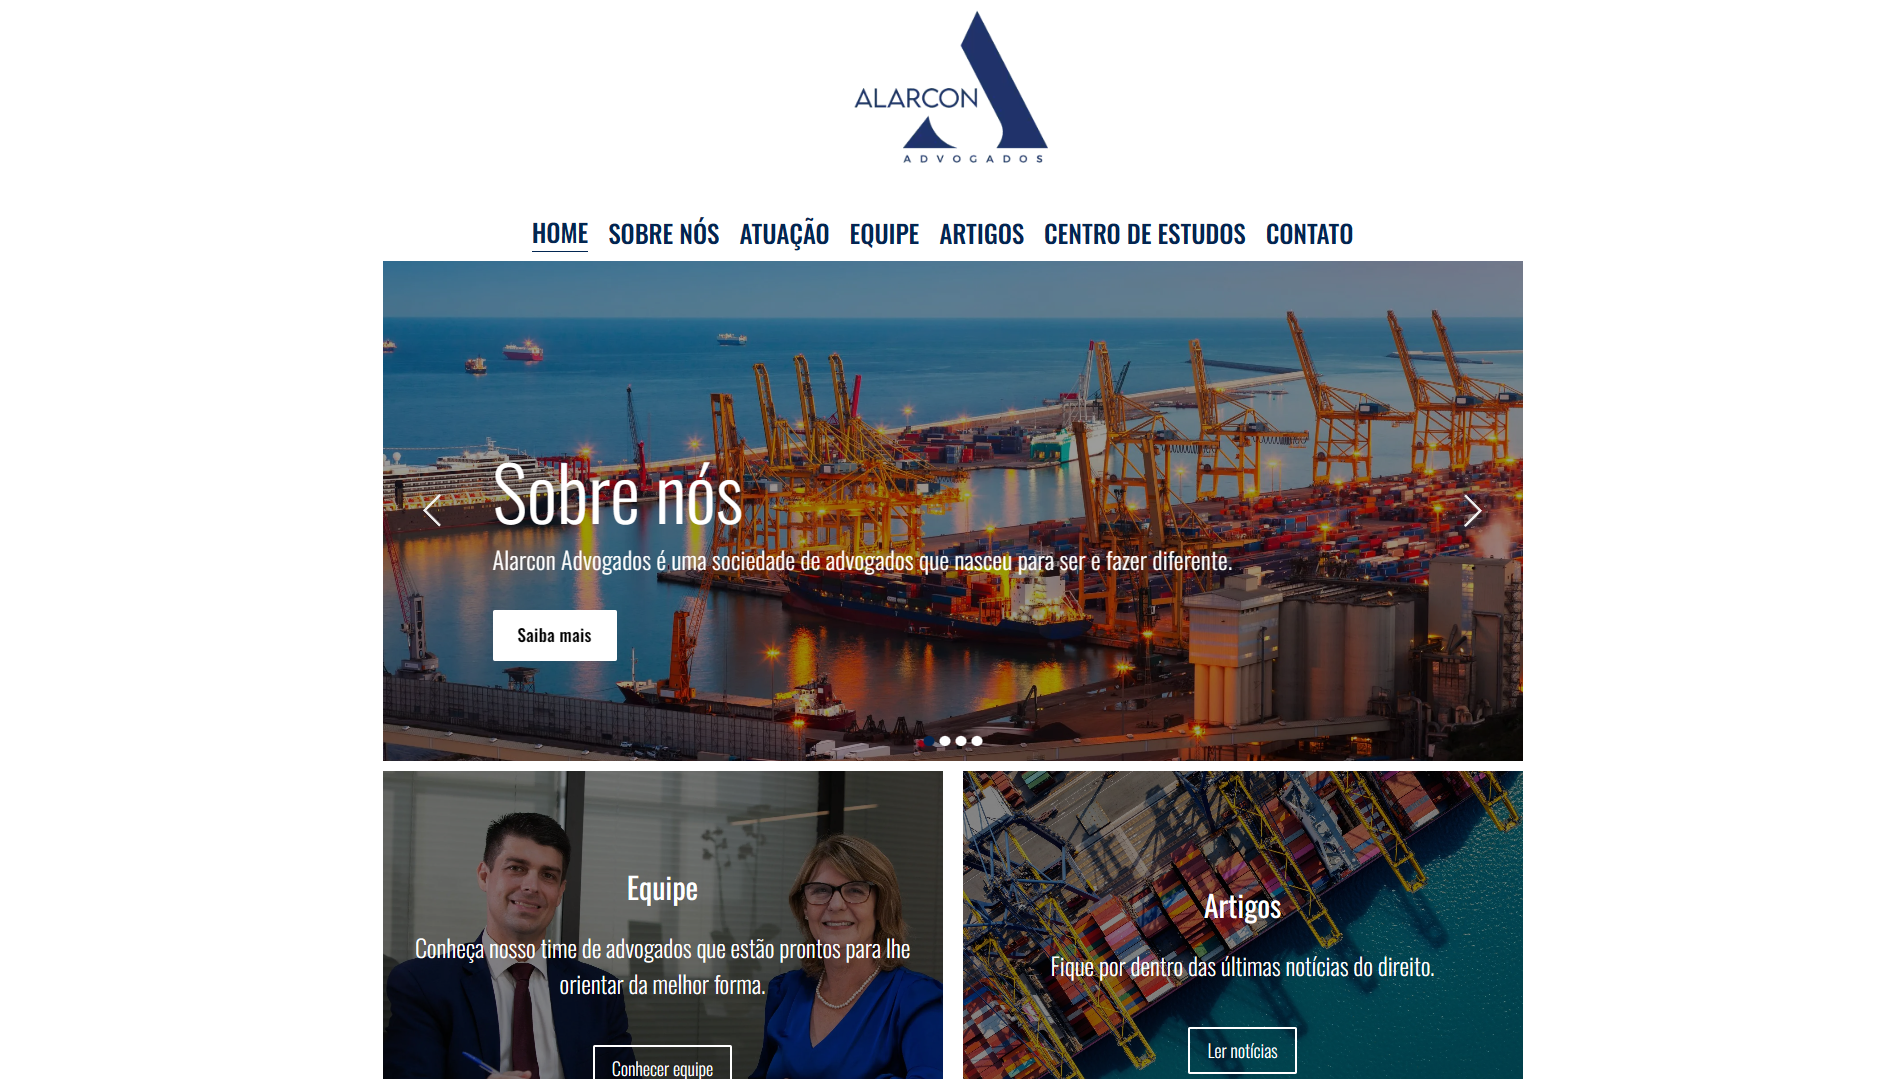 ALARCON
ADVOGADOS
HOME SOBRE NÓS ATUAÇÃO EQUIPE ARTIGOS CENTRO DE ESTUDOS CONTATO
Sobre nós
Alarcon Advogados é uma sociedade de advogados que nasceu para ser e fazer diferente.
Saiba mais
Equipe
Conheça nosso time de advogados que estão prontos para lhe
orientar da melhor forma.
Conhecer equipe
Artigos
Fique por dentro das últimas notícias do direito.
Ler notícias